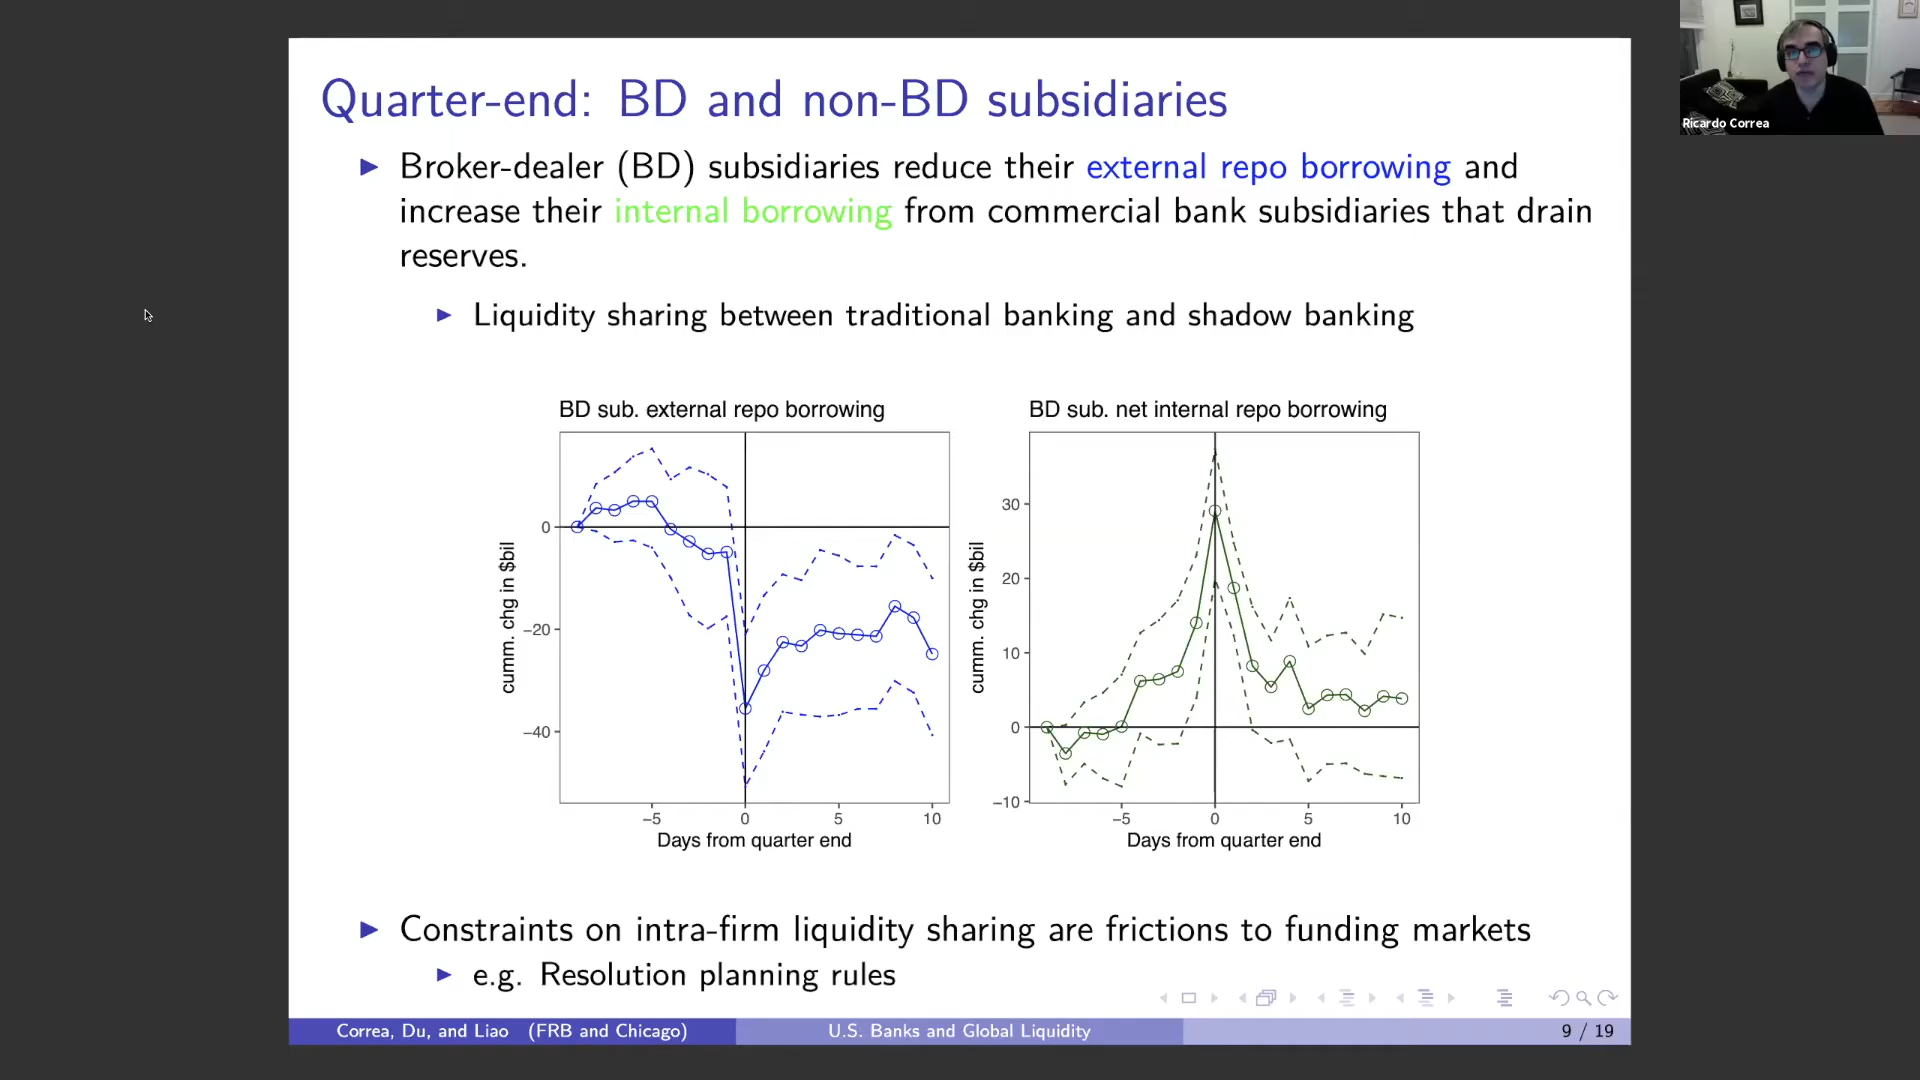 Quarter-end: BD and non-BD subsidiaries
Ricardo Correa
Broker-dealer (BD) subsidiaries reduce their external repo borrowing and
increase their internal borrowing from commercial bank subsidiaries that drain
reserves.
Liquidity sharing between traditional banking and shadow banking
BD sub. external repo borrowing
cumm. chg in $bil
0
−20
−40
−5 0 5 10
Days from quarter end
BD sub. net internal repo borrowing
cumm. chg in $bil
30
20
10
0
−10
−5 0 5 10
Days from quarter end
Constraints on intra-firm liquidity sharing are frictions to funding markets
e.g. Resolution planning rules
Correa, Du, and Liao (FRB and Chicago) U.S. Banks and Global Liquidity 9 / 19